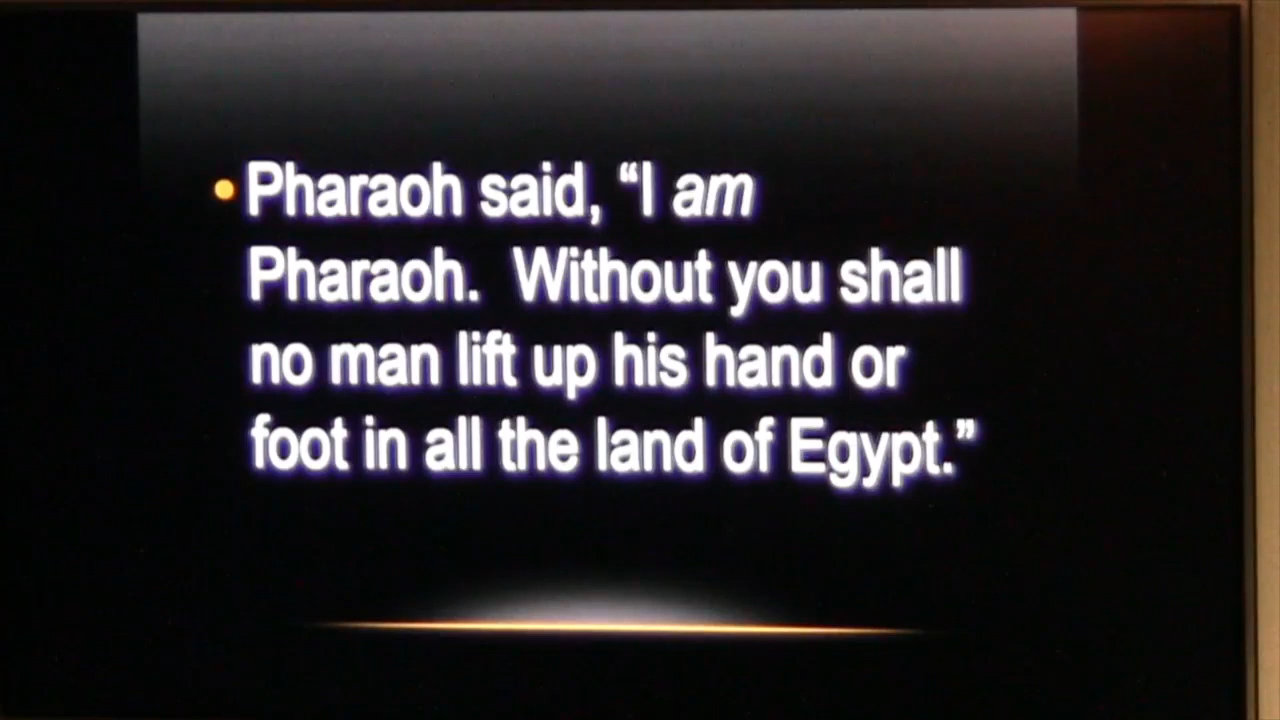 • Pharaoh said, “I am
Pharaoh.  Without you shall
no man lift up his hand or
foot in all the land of Egypt.”